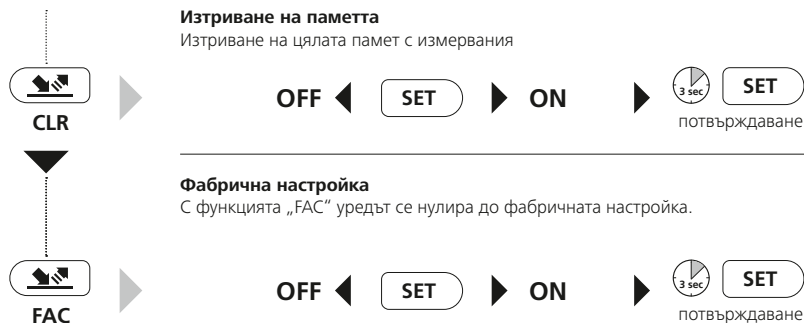 Изтриване на паметта
Изтриване на цялата памет с измервания
CLR
OFF SET ON 3 sec SET
потвърждаване
Фабрична настройка
С функцията „FAC“ уредът се нулира до фабричната настройка.
FAC
OFF SET ON 3 sec SET
потвърждаване